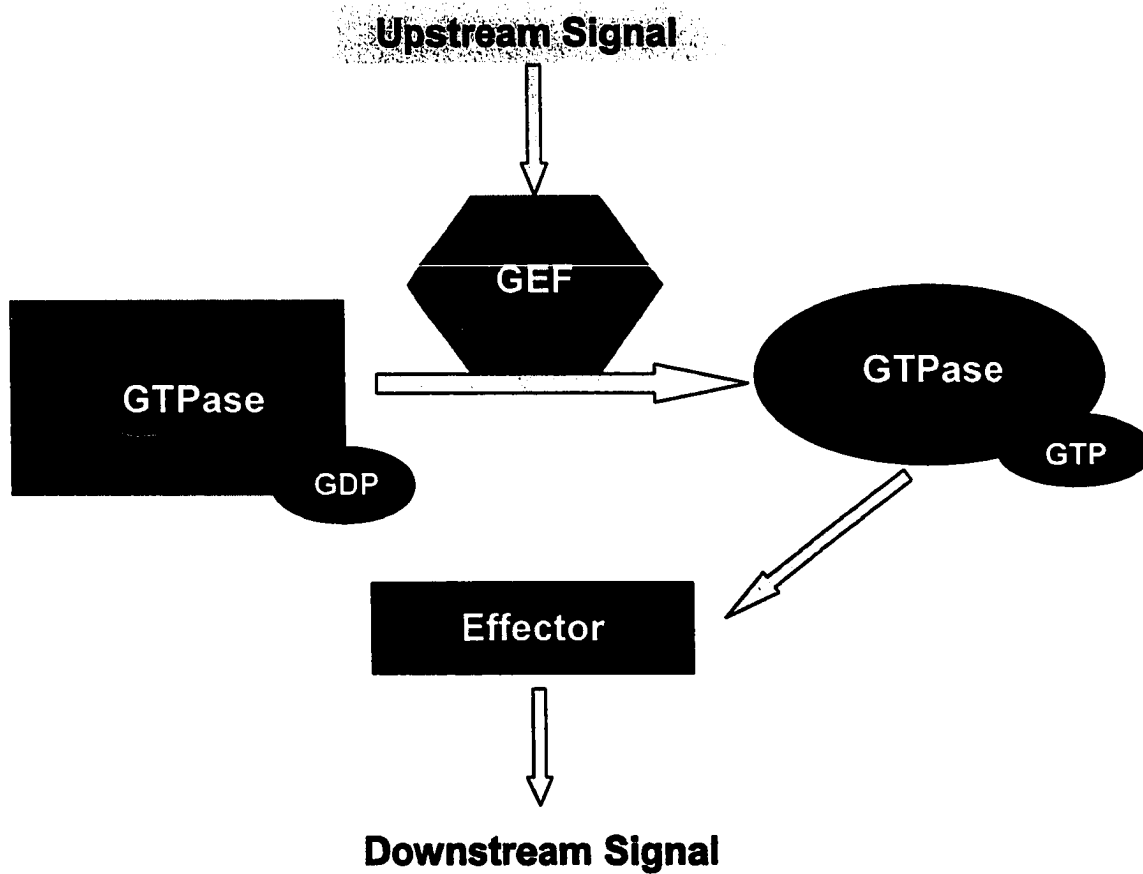 Upstream Signal
GEF
GTPase
GDP
GTPase
GTP
Effector
Downstream Signal